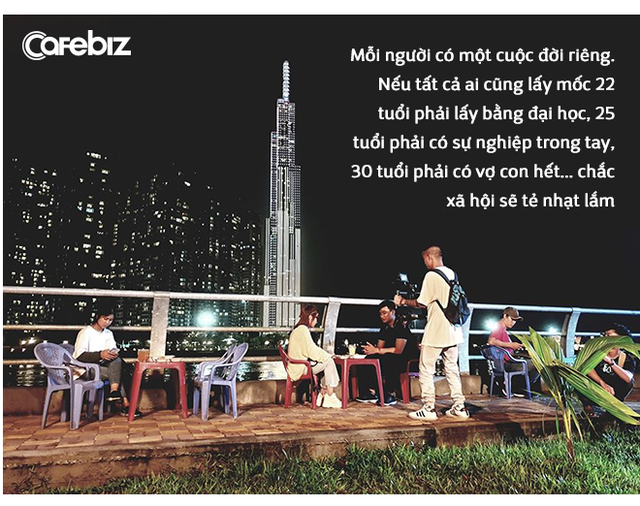 Cafebiz
Mỗi người có một cuộc đời riêng.
Nếu tất cả ai cũng lấy mốc 22
tuổi phải lấy bằng đại học, 25
tuổi phải có sự nghiệp trong tay,
30 tuổi phải có vợ con hết... chắc
xã hội sẽ tẻ nhạt lắm